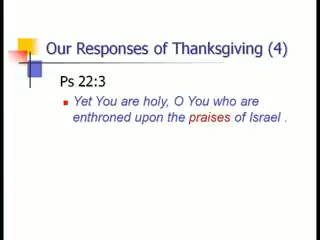 Our Responses of Thanksgiving (4)
Ps 22:3
Yet You are holy, O You who are
enthroned upon the praises of Israel .